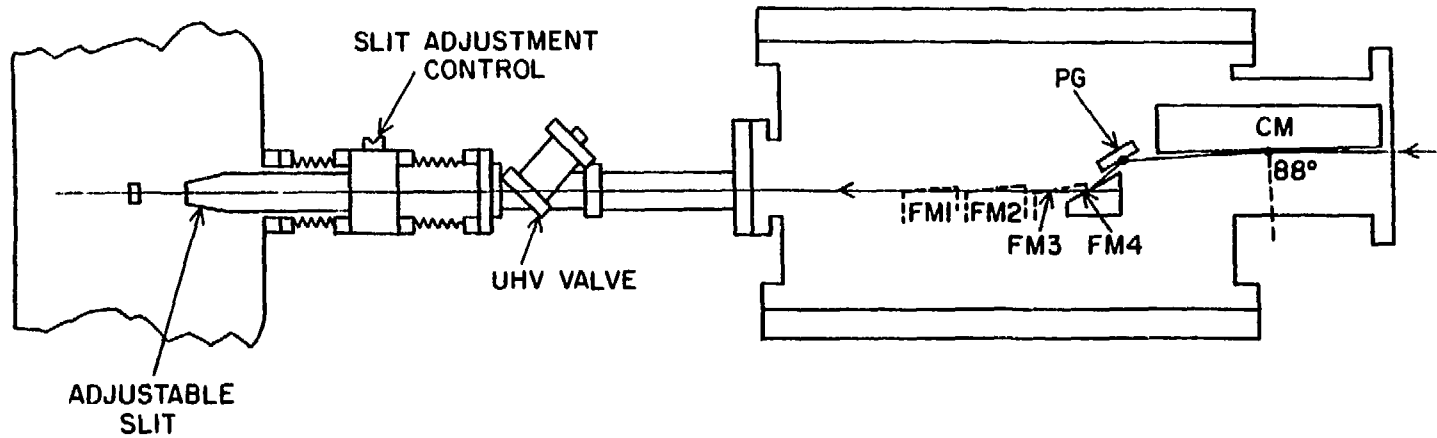 SLIT ADJUSTMENT
CONTROL
PG
CM
88°
FM1
FM2
FM3
FM4
UHV VALVE
ADJUSTABLE
SLIT